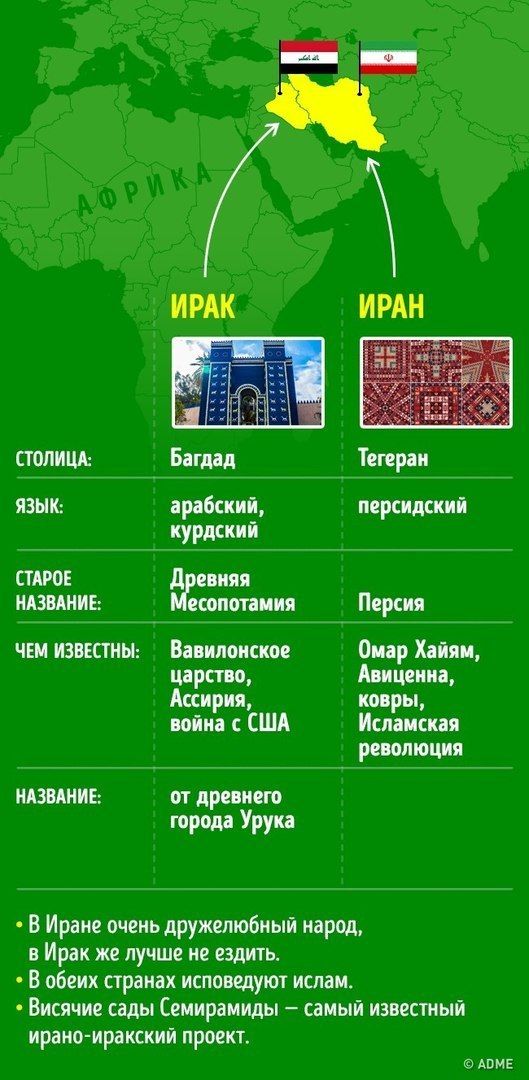 АФРИКА
ИРАК
ИРАН
СТОЛИЦА:
Багдад
Тегеран
ЯЗЫК:
арабский,
курдский
персидский
СТАРОЕ
НАЗВАНИЕ:
Древняя
Месопотамия
Персия
ЧЕМ ИЗВЕСТНЫ:
Вавилонское
царство,
Ассирия,
война с США
Омар Хайям,
Авиценна,
ковры,
Исламская
революция
НАЗВАНИЕ:
от древнего
города Урука
• В Иране очень дружелюбный народ,
в Ирак же лучше не ездить.
• В обеих странах исповедуют ислам.
• Висячие сады Семирамиды – самый известный
ирано-иракский проект.
© ADME